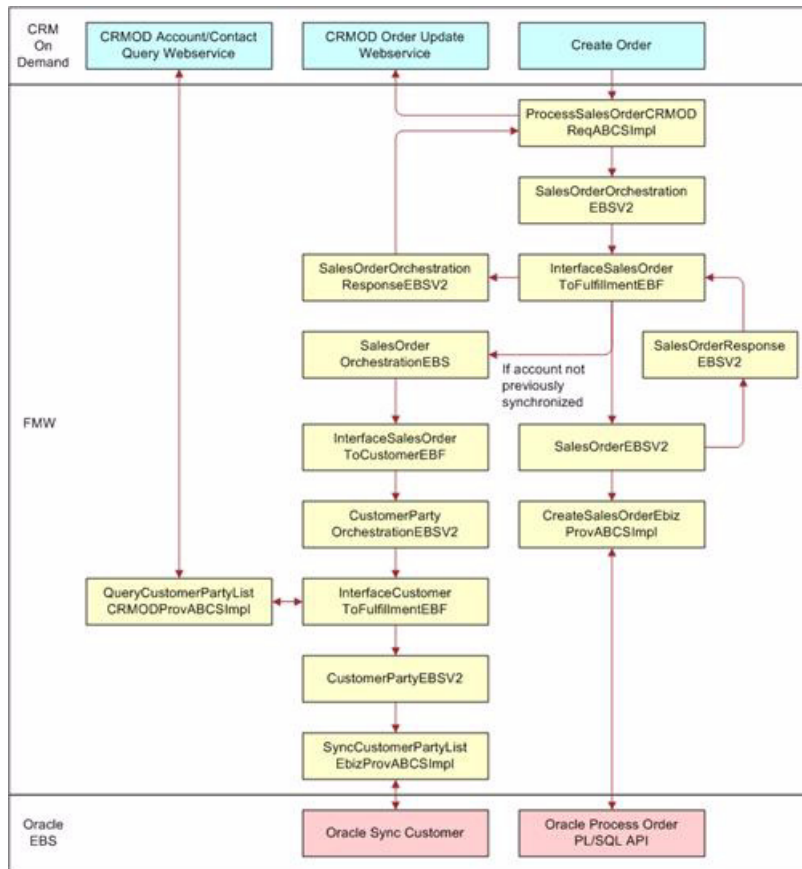 CRM
On
Demand
CRMOD Account/Contact
Query Webservice
CRMOD Order Update
Webservice
Create Order
ProcessSalesOrderCRMOD
ReqABCSImpl
SalesOrderOrchestration
EBSV2
SalesOrderOrchestration
ResponseEBSV2
InterfaceSalesOrder
ToFulfillmentEBF
SalesOrder
OrchestrationEBS
If account not
previously
synchronized
SalesOrderResponse
EBSV2
FMW
InterfaceSalesOrder
ToCustomerEBF
SalesOrderEBSV2
CustomerParty
OrchestrationEBSV2
CreateSalesOrderEbiz
ProvABCSImpl
QueryCustomerPartyList
CRMODProvABCSImpl
InterfaceCustomer
ToFulfillmentEBF
CustomerPartyEBSV2
SyncCustomerPartyList
EbizProvABCSImpl
Oracle
EBS
Oracle Sync Customer
Oracle Process Order
PL/SQL API